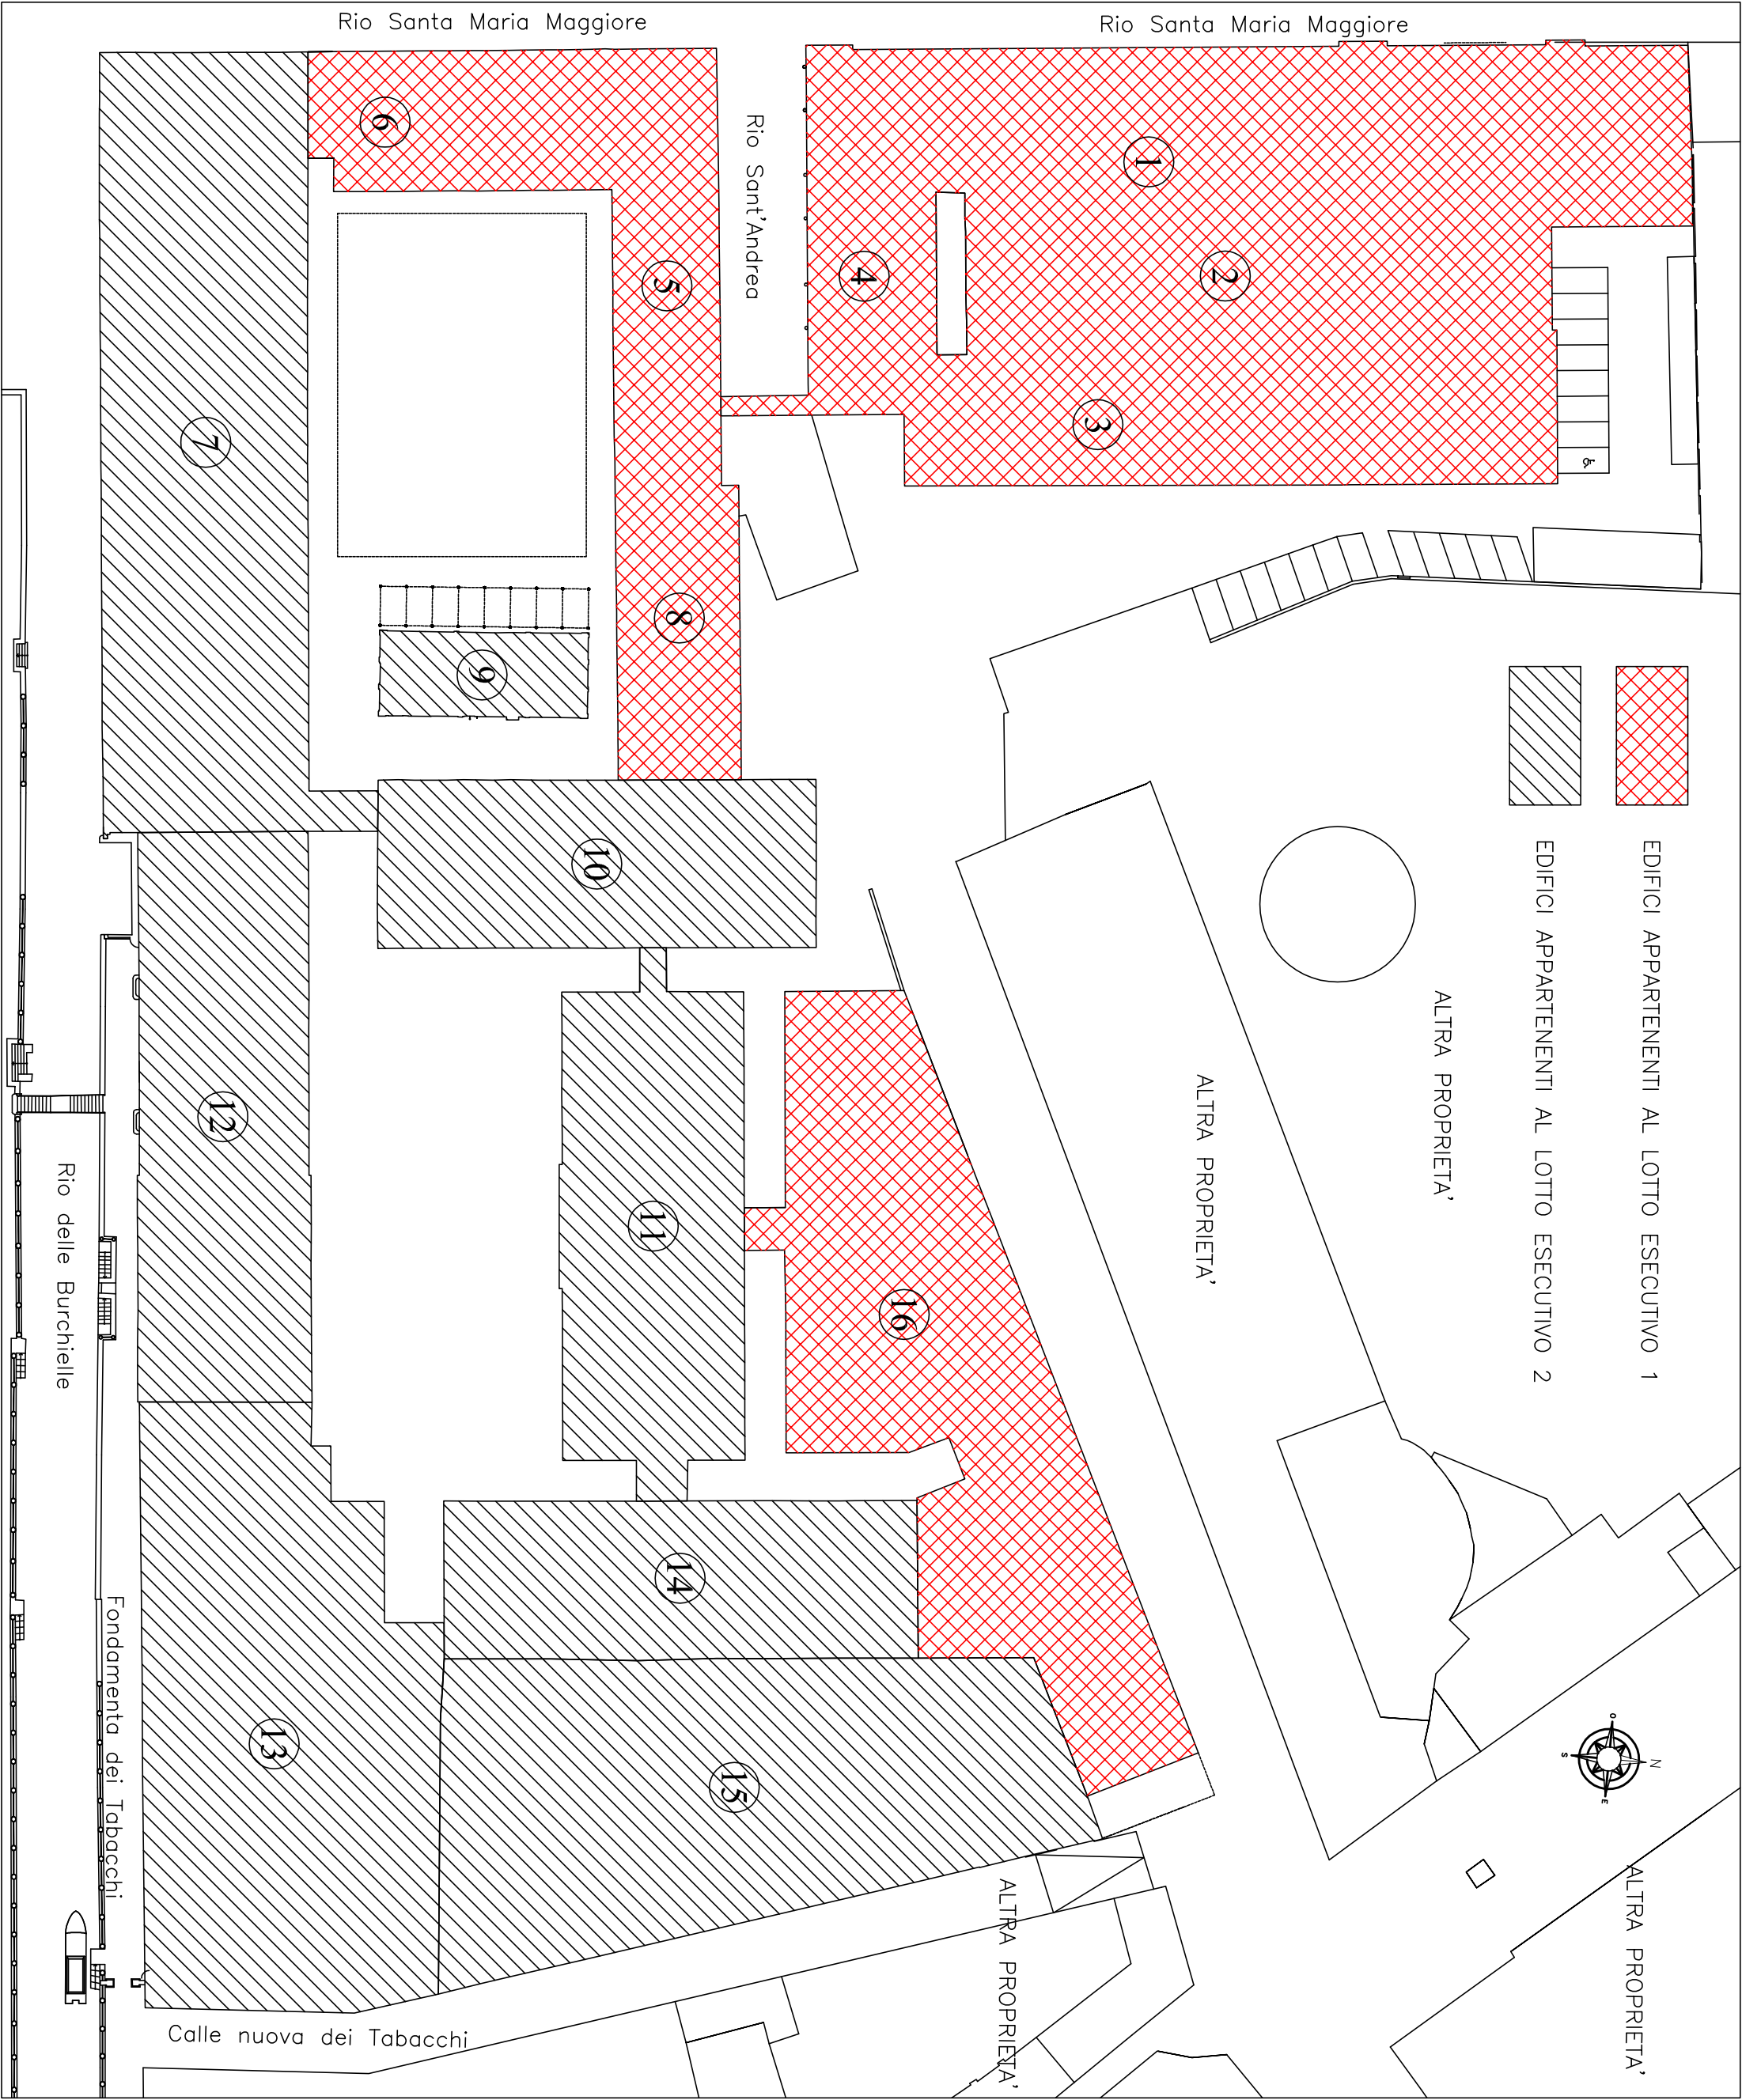 Rio Santa Maria Maggiore
Rio Santa Maria Maggiore
Rio Sant'Andrea
1
2
3
4
5
6
7
8
9
10
11
12
13
14
15
16
EDIFICI APPARTENENTI AL LOTTO ESECUTIVO 1
EDIFICI APPARTENENTI AL LOTTO ESECUTIVO 2
ALTRA PROPRIETA'
ALTRA PROPRIETA'
ALTRA PROPRIETA'
ALTRA PROPRIETA'
Rio delle Burchielle
Fondamenta dei Tabacchi
Calle nuova dei Tabacchi
N
E
S
O